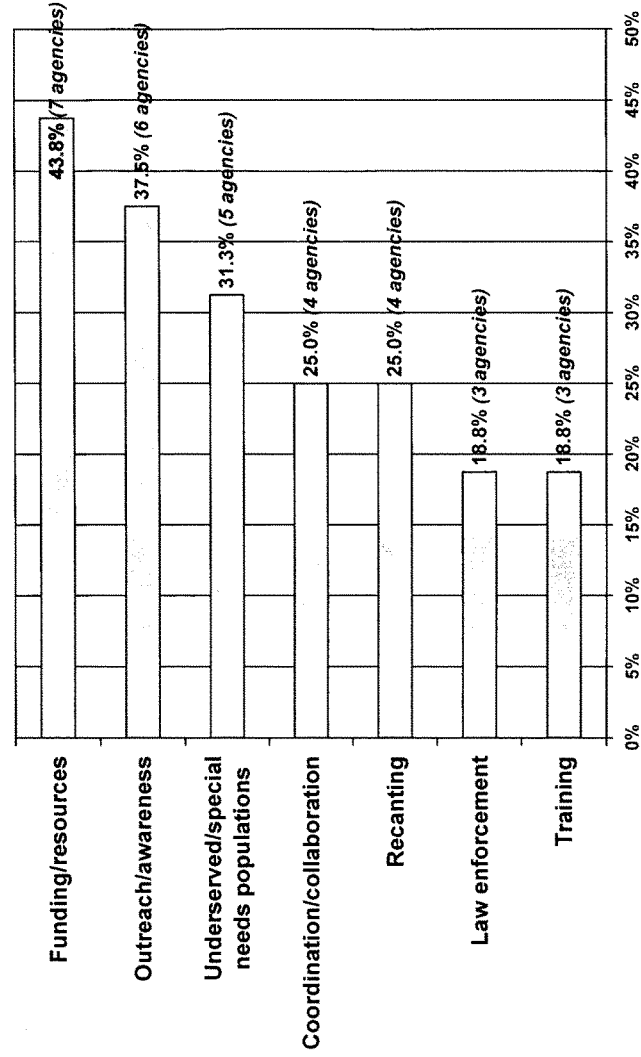 Funding/resources
43.8% (7 agencies)
Outreach/awareness
37.5% (6 agencies)
Underserved/special
needs populations
31.3% (5 agencies)
Coordination/collaboration
25.0% (4 agencies)
Recanting
25.0% (4 agencies)
Law enforcement
18.8% (3 agencies)
Training
18.8% (3 agencies)
0% 5% 10% 15% 20% 25% 30% 35% 40% 45% 50%